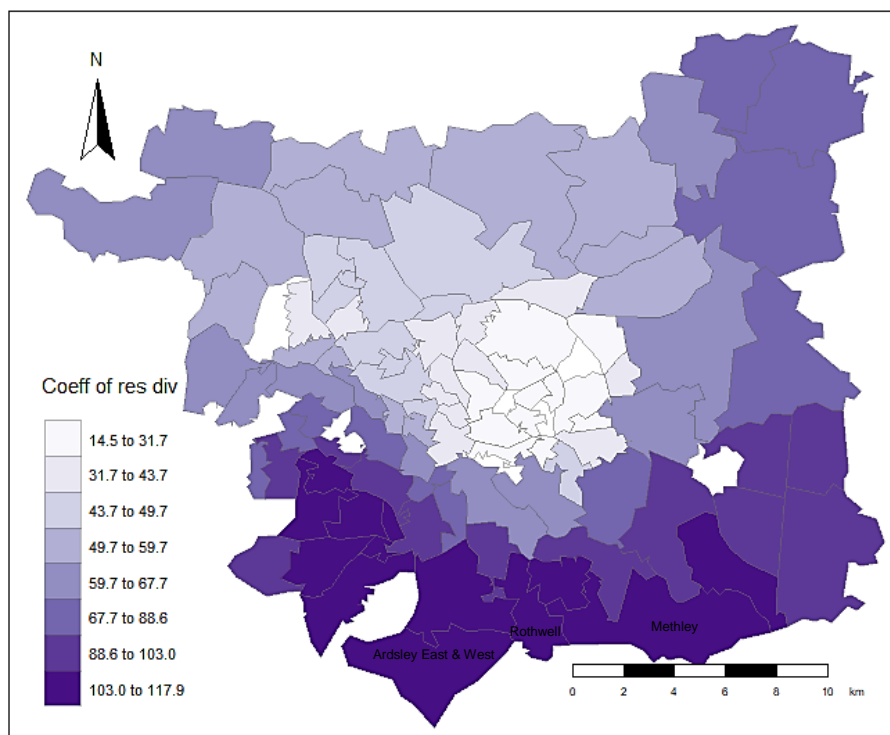 N
Coeff of res div
14.5 to 31.7
31.7 to 43.7
43.7 to 49.7
49.7 to 59.7
59.7 to 67.7
67.7 to 88.6
88.6 to 103.0
103.0 to 117.9
Rothwell
Methley
Ardsley East & West
0 2 4 6 8 10 km